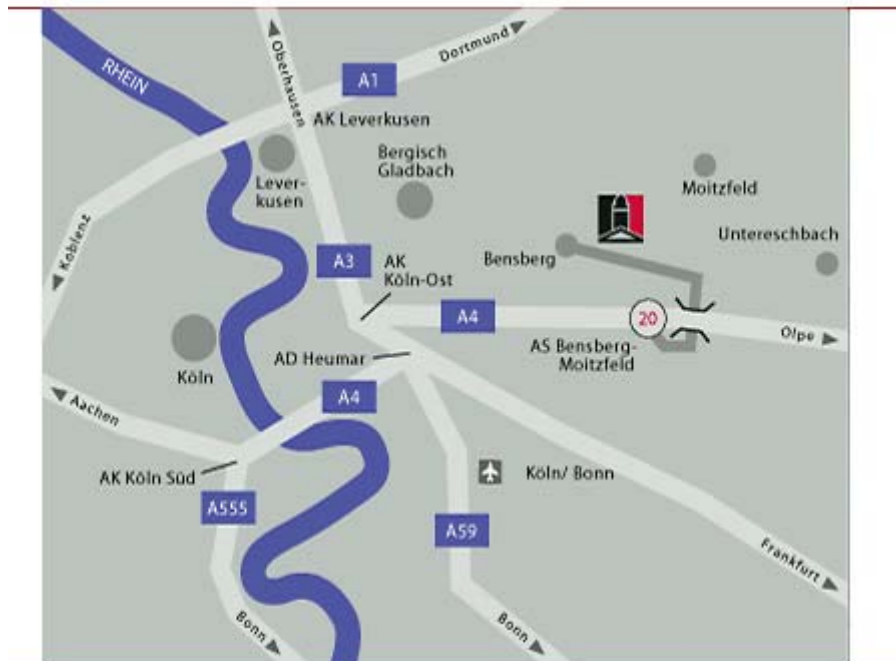 Oberhausen
Dortmund
RHEIN
A1
AK Leverkusen
Bergisch
Gladbach
Lever-
kusen
Moitzfeld
Koblenz
Untereschbach
Bensberg
A3
AK
Köln-Ost
A4
20
Olpe
AS Bensberg-
Moitzfeld
AD Heumar
Köln
A4
Aachen
AK Köln Süd
Köln/ Bonn
A555
A59
Frankfurt
Bonn
Bonn